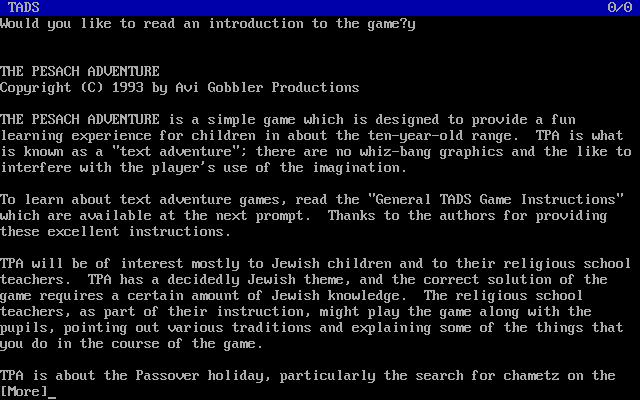 TADS 0/0
Would you like to read an introduction to the game?y
THE PESACH ADVENTURE
Copyright (C) 1993 by Avi Gobbler Productions
THE PESACH ADVENTURE is a simple game which is designed to provide a fun
learning experience for children in about the ten-year-old range.  TPA is what
is known as a "text adventure"; there are no whiz-bang graphics and the like to
interfere with the player's use of the imagination.
To learn about text adventure games, read the "General TADS Game Instructions"
which are available at the next prompt.  Thanks to the authors for providing
these excellent instructions.
TPA will be of interest mostly to Jewish children and to their religious school
teachers.  TPA has a decidedly Jewish theme, and the correct solution of the
game requires a certain amount of Jewish knowledge.  The religious school
teachers, as part of their instruction, might play the game along with the
pupils, pointing out various traditions and explaining some of the things that
you do in the course of the game.
TPA is about the Passover holiday, particularly the search for chametz on the
[More]_